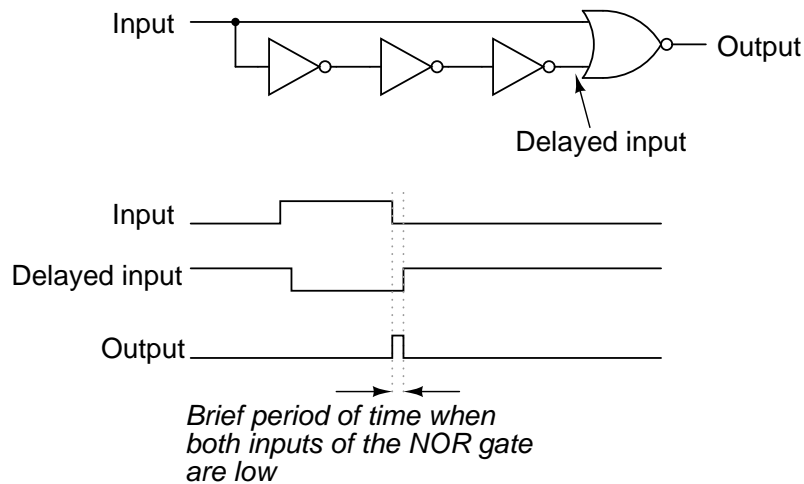 Input
Output
Delayed input
Input
Delayed input
Output
Brief period of time when
both inputs of the NOR gate
are low